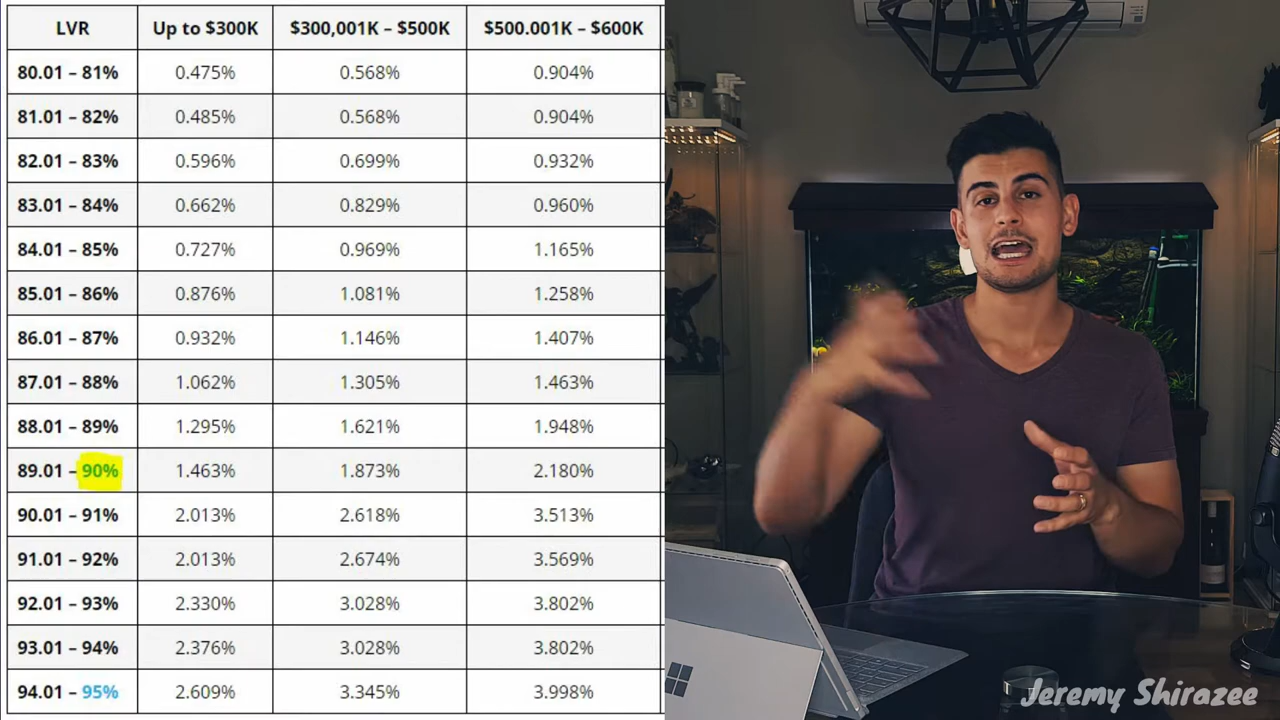 LVR Up to $300K $300,001K – $500K $500.001K – $600K
80.01 – 81% 0.475% 0.568% 0.904%
81.01 – 82% 0.485% 0.568% 0.904%
82.01 – 83% 0.596% 0.699% 0.932%
83.01 – 84% 0.662% 0.829% 0.960%
84.01 – 85% 0.727% 0.969% 1.165%
85.01 – 86% 0.876% 1.081% 1.258%
86.01 – 87% 0.932% 1.146% 1.407%
87.01 – 88% 1.062% 1.305% 1.463%
88.01 – 89% 1.295% 1.621% 1.948%
89.01 – 90% 1.463% 1.873% 2.180%
90.01 – 91% 2.013% 2.618% 3.513%
91.01 – 92% 2.013% 2.674% 3.569%
92.01 – 93% 2.330% 3.028% 3.802%
93.01 – 94% 2.376% 3.028% 3.802%
94.01 – 95% 2.609% 3.345% 3.998%
Jeremy Shirazee